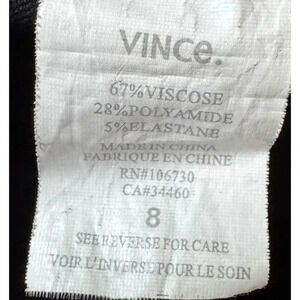 VINCe.
67%VISCOSE
28%POLYAMIDE
5%ELASTANE
MADE IN CHINA
FABRIQUE EN CHINE
RN#106730
CA#34460
8
SEE REVERSE FOR CARE
VOIR L'INVERSE POUR LE SOIN